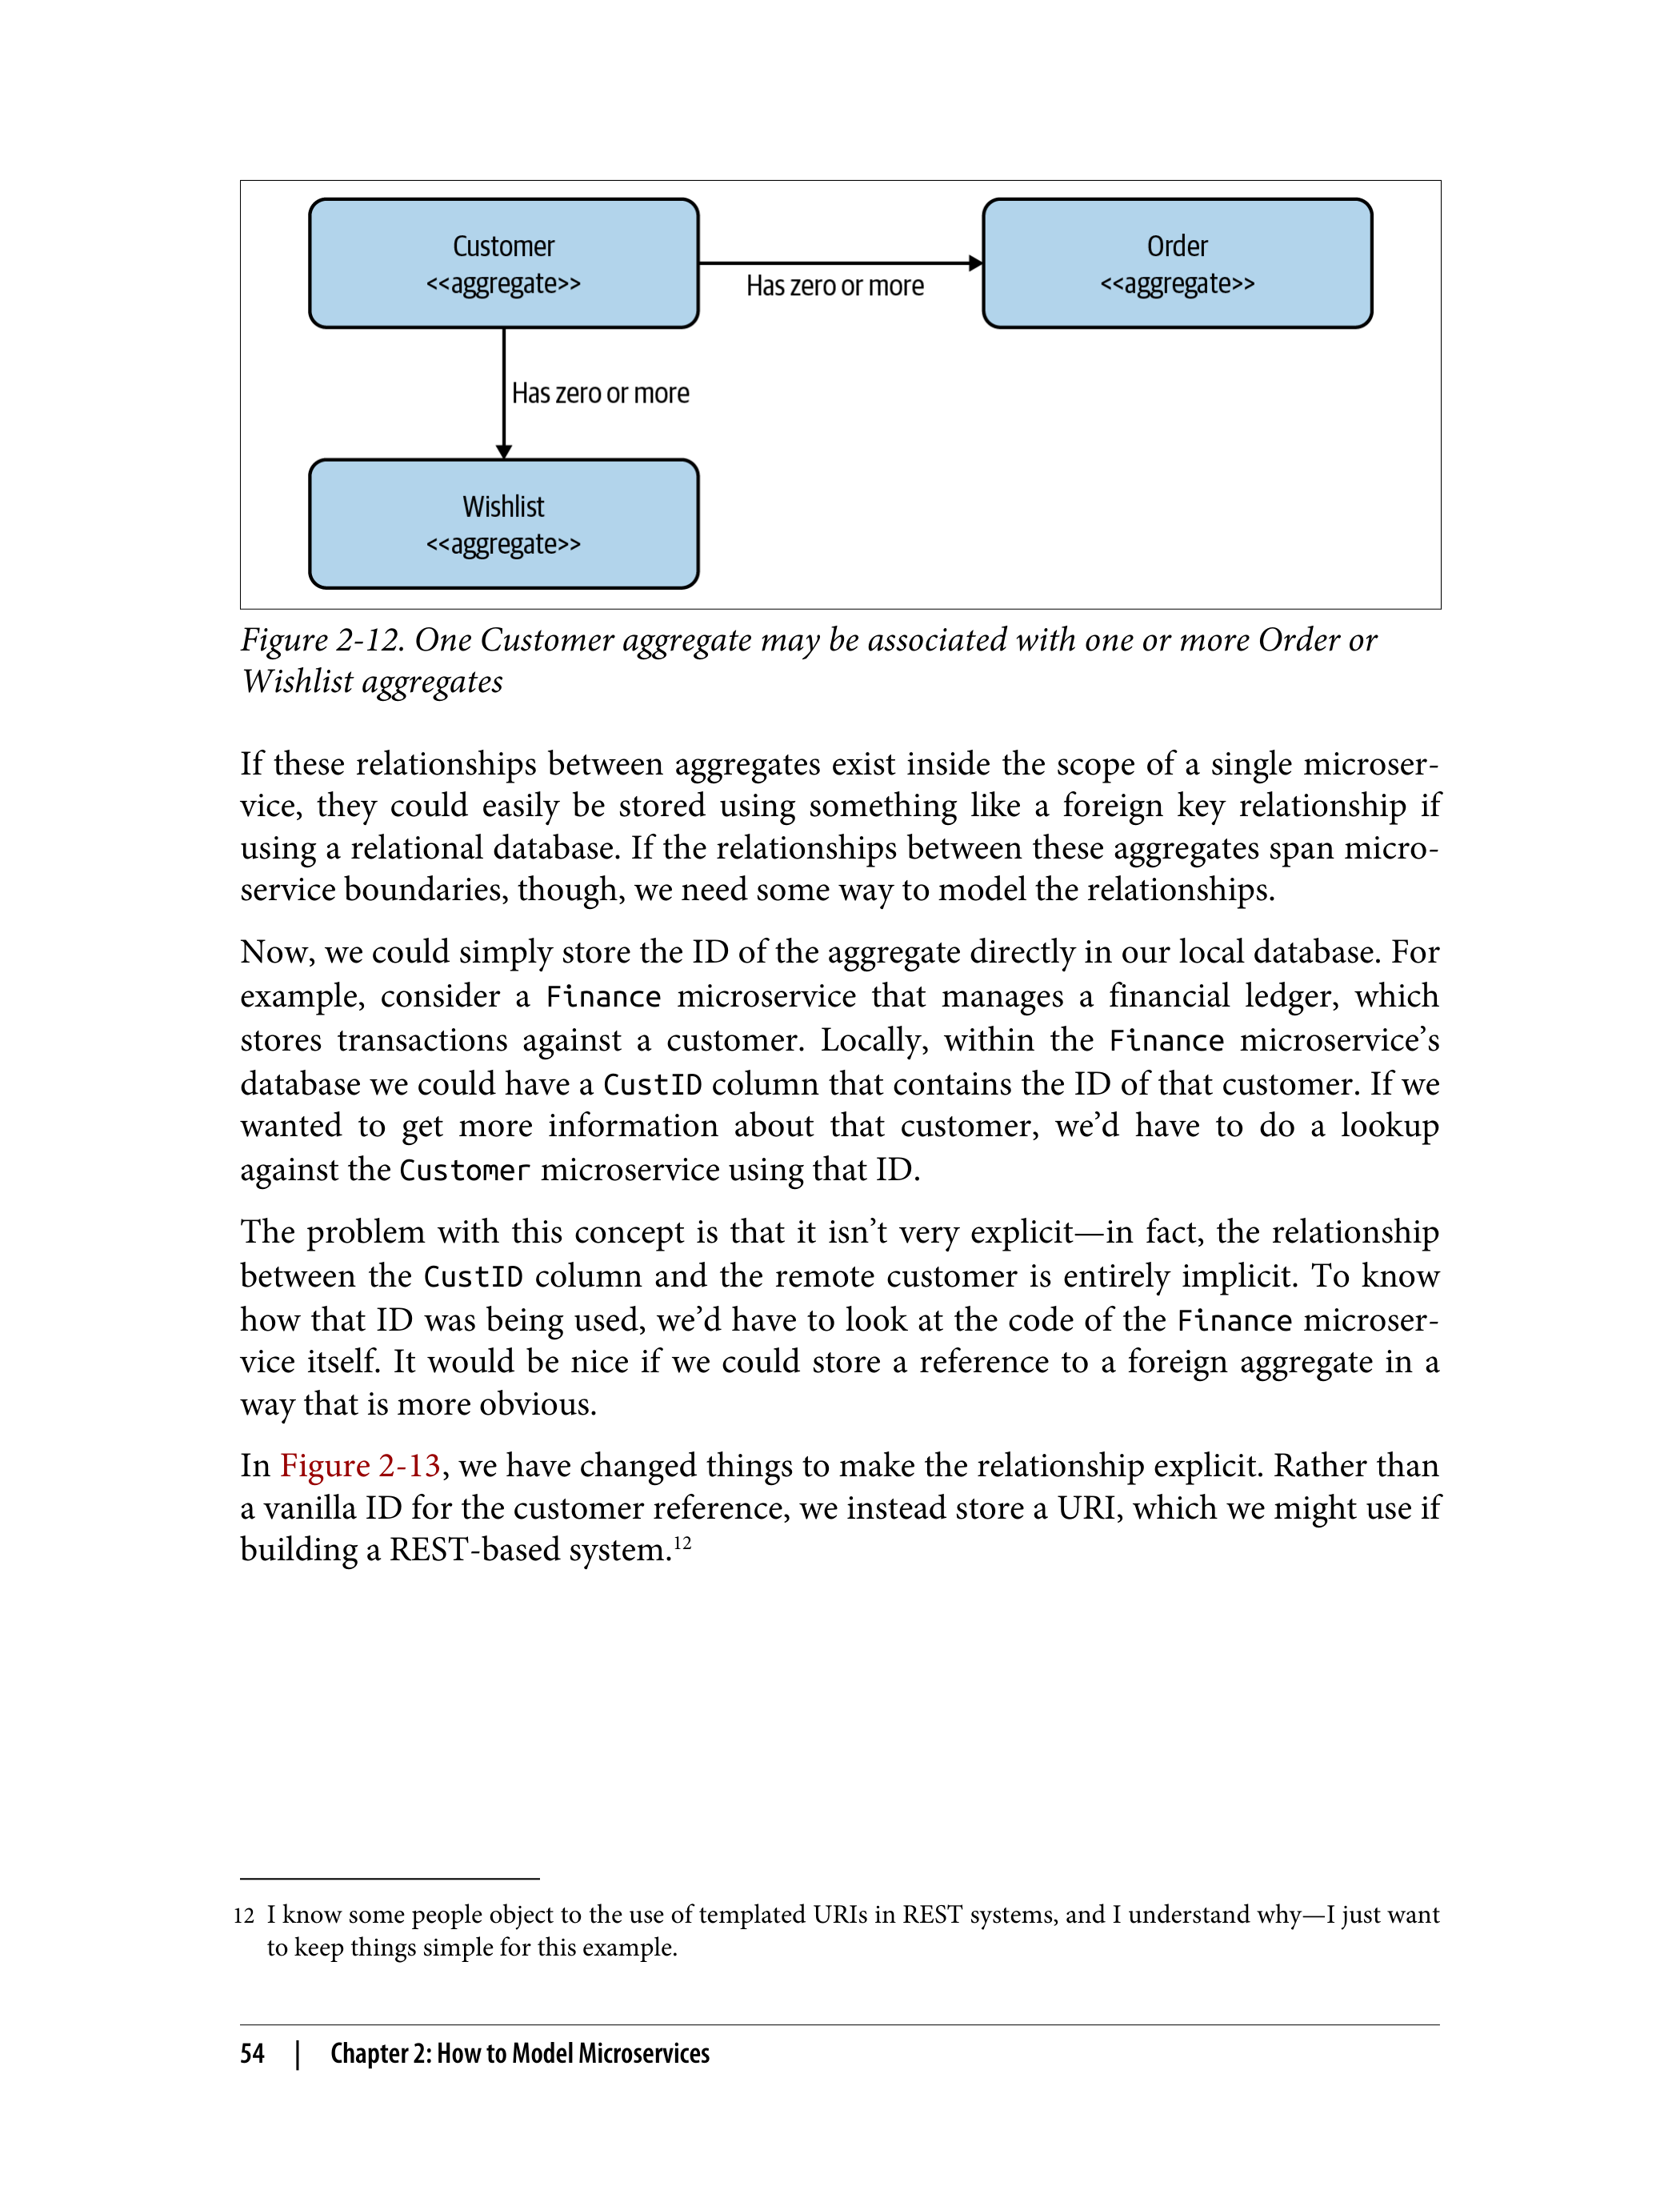 Customer
<<aggregate>>
Order
<<aggregate>>
Has zero or more
Has zero or more
Wishlist
<<aggregate>>
Figure 2-12. One Customer aggregate may be associated with one or more Order or
Wishlist aggregates
If these relationships between aggregates exist inside the scope of a single microser-
vice, they could easily be stored using something like a foreign key relationship if
using a relational database. If the relationships between these aggregates span micro-
service boundaries, though, we need some way to model the relationships.
Now, we could simply store the ID of the aggregate directly in our local database. For
example, consider a Finance microservice that manages a financial ledger, which
stores transactions against a customer. Locally, within the Finance microservice’s
database we could have a CustID column that contains the ID of that customer. If we
wanted to get more information about that customer, we’d have to do a lookup
against the Customer microservice using that ID.
The problem with this concept is that it isn’t very explicit—in fact, the relationship
between the CustID column and the remote customer is entirely implicit. To know
how that ID was being used, we’d have to look at the code of the Finance microser-
vice itself. It would be nice if we could store a reference to a foreign aggregate in a
way that is more obvious.
In Figure 2-13, we have changed things to make the relationship explicit. Rather than
a vanilla ID for the customer reference, we instead store a URI, which we might use if
building a REST-based system.12
12 I know some people object to the use of templated URIs in REST systems, and I understand why—I just want
to keep things simple for this example.
54 | Chapter 2: How to Model Microservices